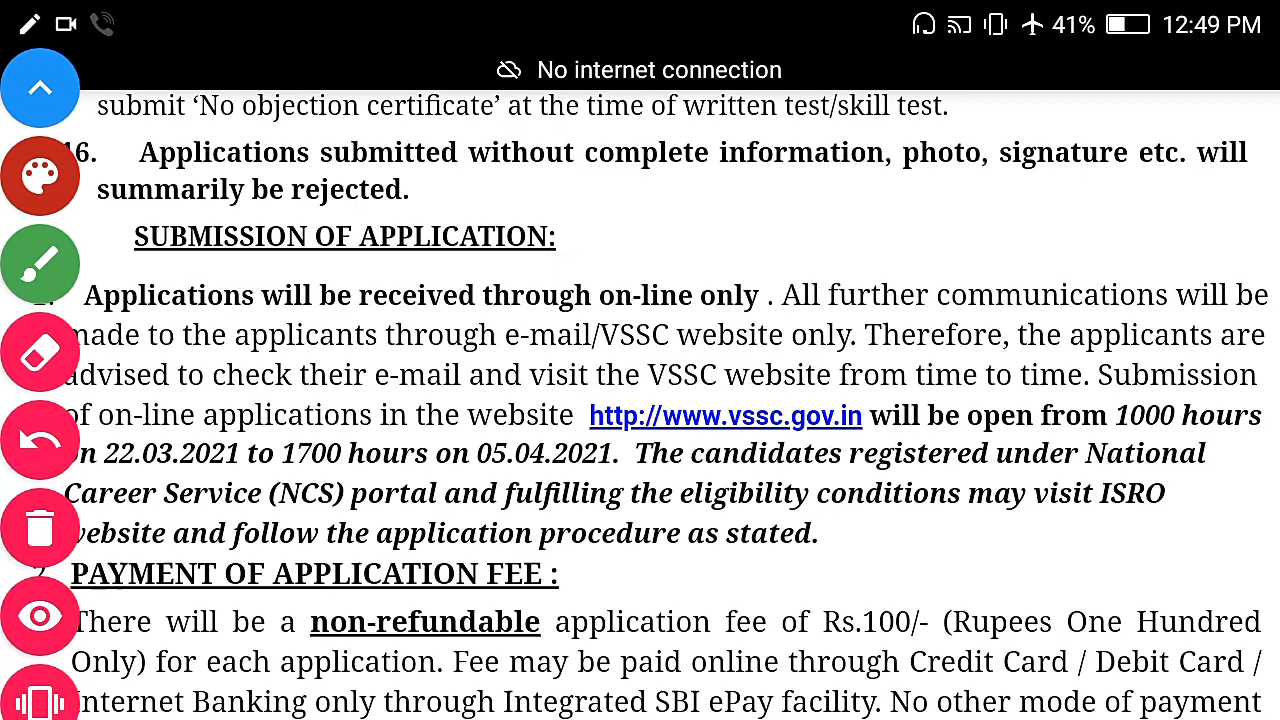 41% 12:49 PM
No internet connection
submit ‘No objection certificate’ at the time of written test/skill test.
16. Applications submitted without complete information, photo, signature etc. will
summarily be rejected.
SUBMISSION OF APPLICATION:
Applications will be received through on-line only . All further communications will be
made to the applicants through e-mail/VSSC website only. Therefore, the applicants are
advised to check their e-mail and visit the VSSC website from time to time. Submission
of on-line applications in the website http://www.vssc.gov.in will be open from 1000 hours
on 22.03.2021 to 1700 hours on 05.04.2021. The candidates registered under National
Career Service (NCS) portal and fulfilling the eligibility conditions may visit ISRO
website and follow the application procedure as stated.
2. PAYMENT OF APPLICATION FEE :
There will be a non-refundable application fee of Rs.100/- (Rupees One Hundred
Only) for each application. Fee may be paid online through Credit Card / Debit Card /
Internet Banking only through Integrated SBI ePay facility. No other mode of payment